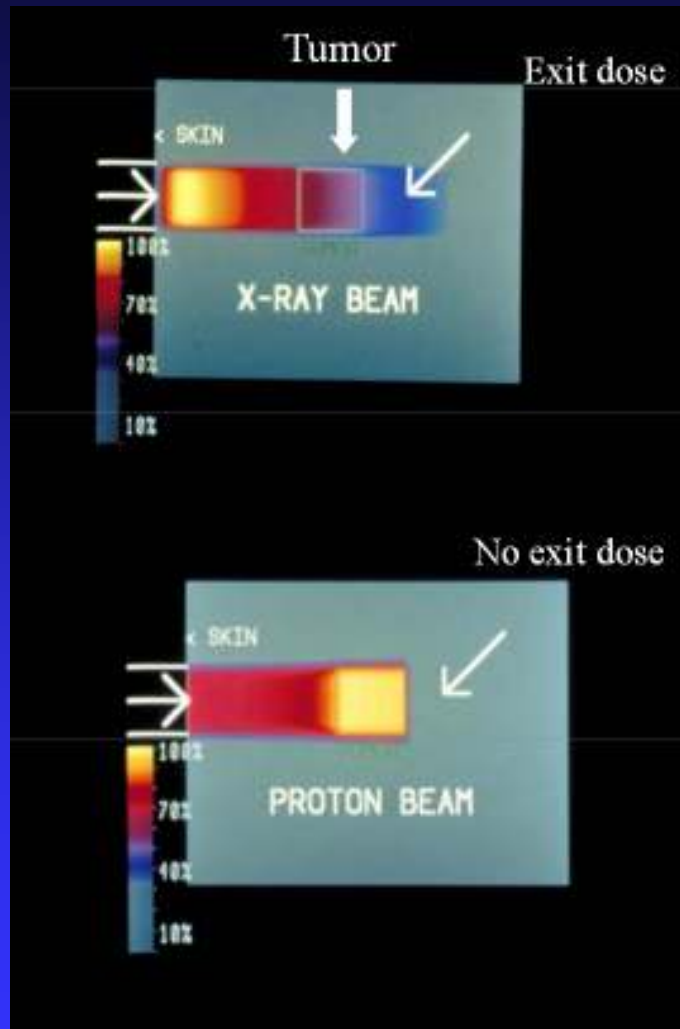 Tumor
Exit dose
< SKIN
100%
70%
X-RAY BEAM
40%
10%
No exit dose
< SKIN
100%
70%
PROTON BEAM
40%
10%